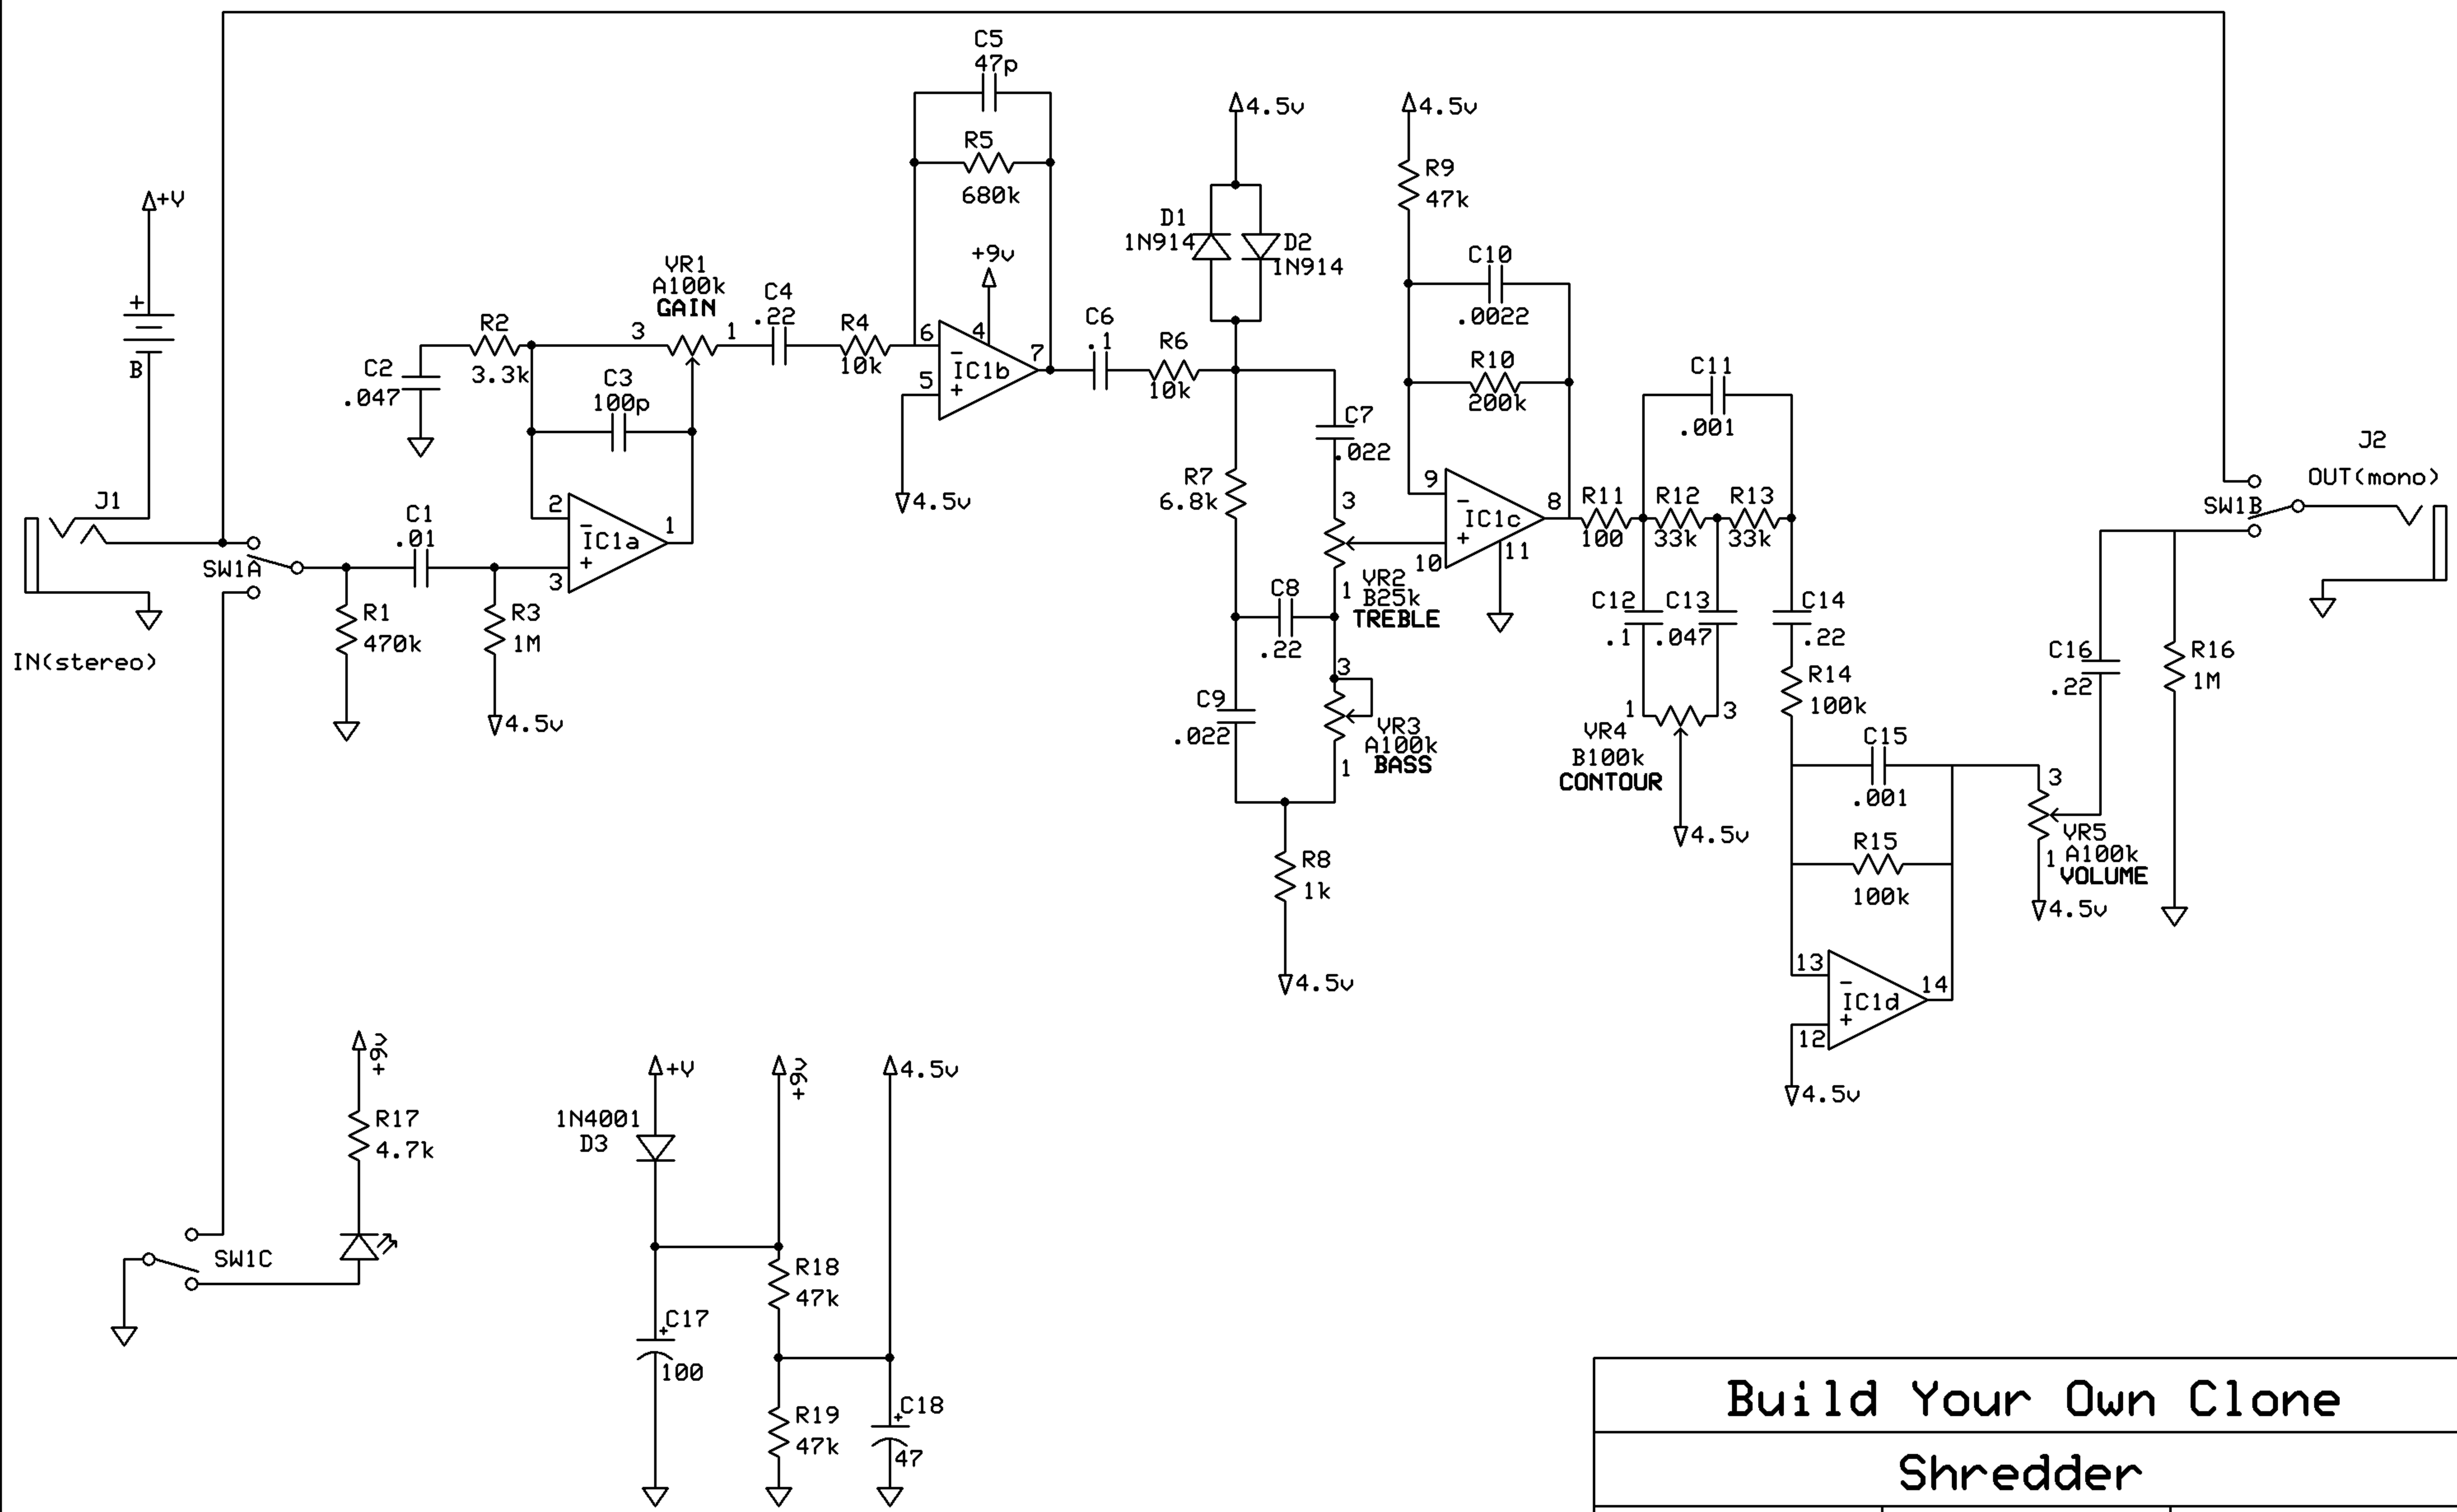 C5
47p
R5
680k
4.5v
4.5v
R9
47k
+V
D1
1N914
D2
1N914
+9v
C10
.0022
VR1
A100k
GAIN
3
1
C4
.22
R4
10k
6
4
7
5
IC1b
-
+
4.5v
C6
.1
R6
10k
R10
200k
C11
.001
+
B
R2
3.3k
C2
.047
C3
100p
C7
.022
J2
OUT(mono)
J1
IN(stereo)
C1
.01
2
1
3
IC1a
-
+
SW1A
R1
470k
R3
1M
4.5v
R7
6.8k
3
1
VR2
B25k
TREBLE
9
8
10
11
IC1c
-
+
R11
100
R12
33k
R13
33k
SW1B
C8
.22
C9
.022
3
1
VR3
A100k
BASS
C12
.1
C13
.047
C14
.22
R14
100k
1
3
VR4
B100k
CONTOUR
4.5v
C16
.22
R16
1M
C15
.001
R15
100k
3
1
VR5
A100k
VOLUME
4.5v
R8
1k
4.5v
13
14
12
IC1d
-
+
4.5v
+9v
R17
4.7k
SW1C
+V
1N4001
D3
+9v
4.5v
R18
47k
C17
+
100
R19
47k
C18
+
47
Build Your Own Clone
Shredder